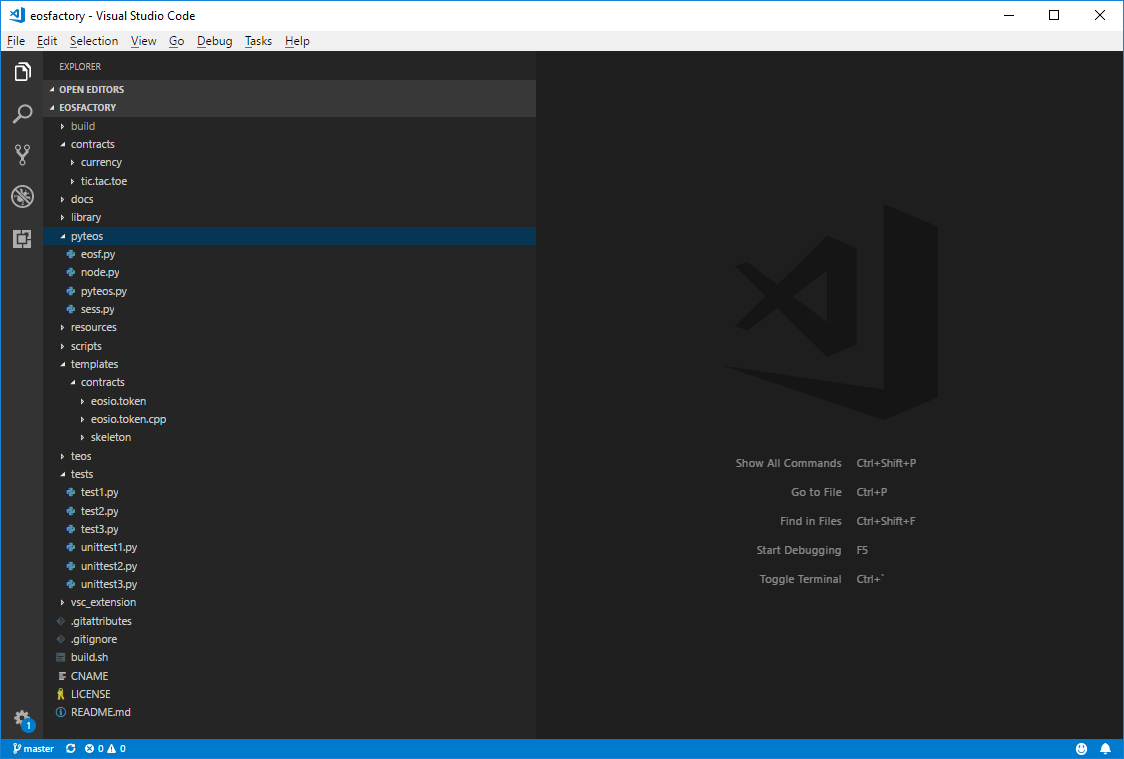 eosfactory - Visual Studio Code
File Edit Selection View Go Debug Tasks Help
EXPLORER
OPEN EDITORS
EOSFACTORY
build
contracts
currency
tic.tac.toe
docs
library
pyteos
eosf.py
node.py
pyteos.py
sess.py
resources
scripts
templates
contracts
eosio.token
eosio.token.cpp
skeleton
teos
tests
test1.py
test2.py
test3.py
unittest1.py
unittest2.py
unittest3.py
vsc_extension
.gitattributes
.gitignore
build.sh
CNAME
LICENSE
README.md
Show All Commands Ctrl+Shift+P
Go to File Ctrl+P
Find in Files Ctrl+Shift+F
Start Debugging F5
Toggle Terminal Ctrl+`
1
master 0 0